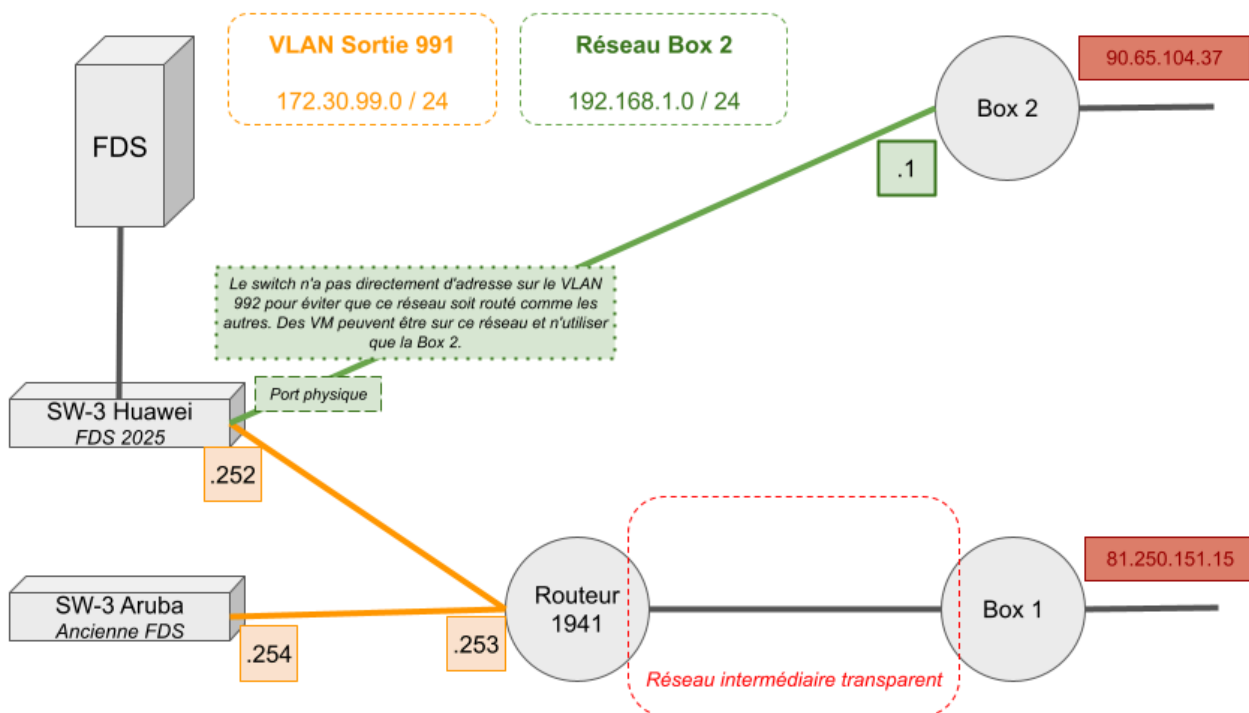 VLAN Sortie 991
172.30.99.0 / 24
Réseau Box 2
192.168.1.0 / 24
90.65.104.37
Box 2
FDS
.1
Le switch n'a pas directement d'adresse sur le VLAN
992 pour éviter que ce réseau soit routé comme les
autres. Des VM peuvent être sur ce réseau et n'utiliser
que la Box 2.
Port physique
SW-3 Huawei
FDS 2025
.252
81.250.151.15
SW-3 Aruba
Ancienne FDS
.254
.253
Routeur
1941
Box 1
Réseau intermédiaire transparent